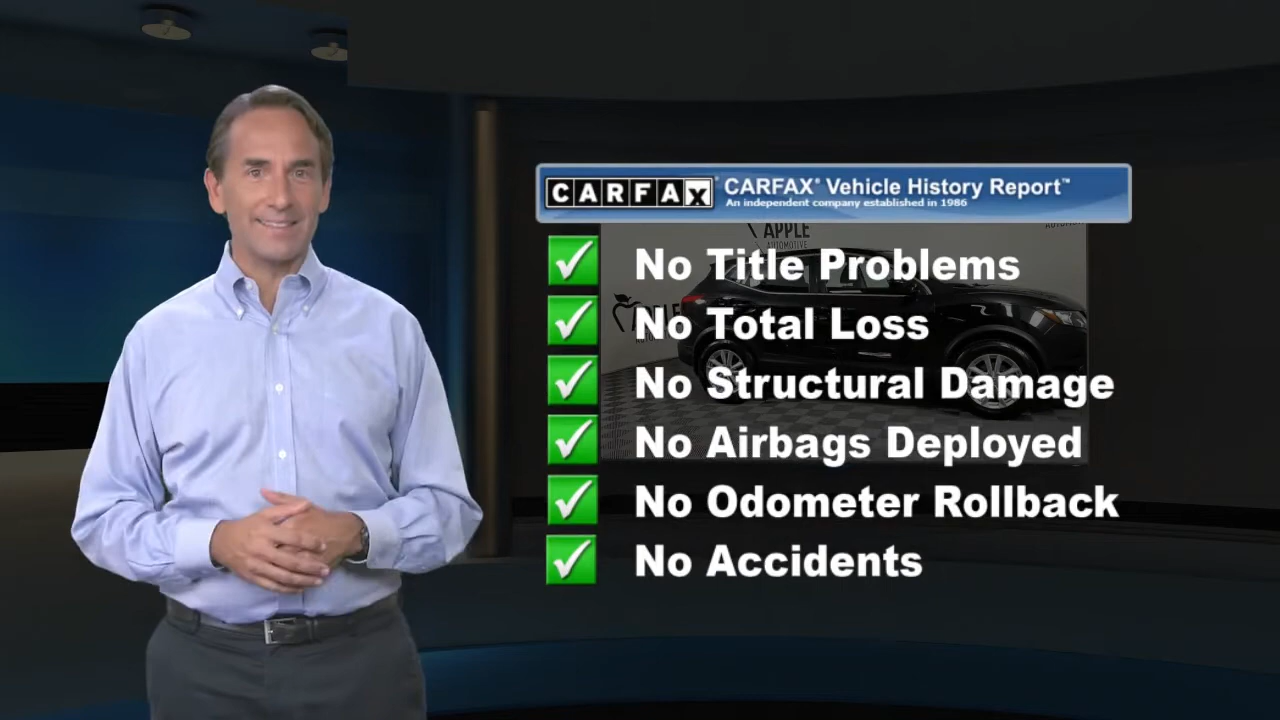 CARFAX
CARFAX® Vehicle History Report™
An independent company established in 1986
APPLE
AUTOMOTIVE
No Title Problems
No Total Loss
No Structural Damage
No Airbags Deployed
No Odometer Rollback
No Accidents